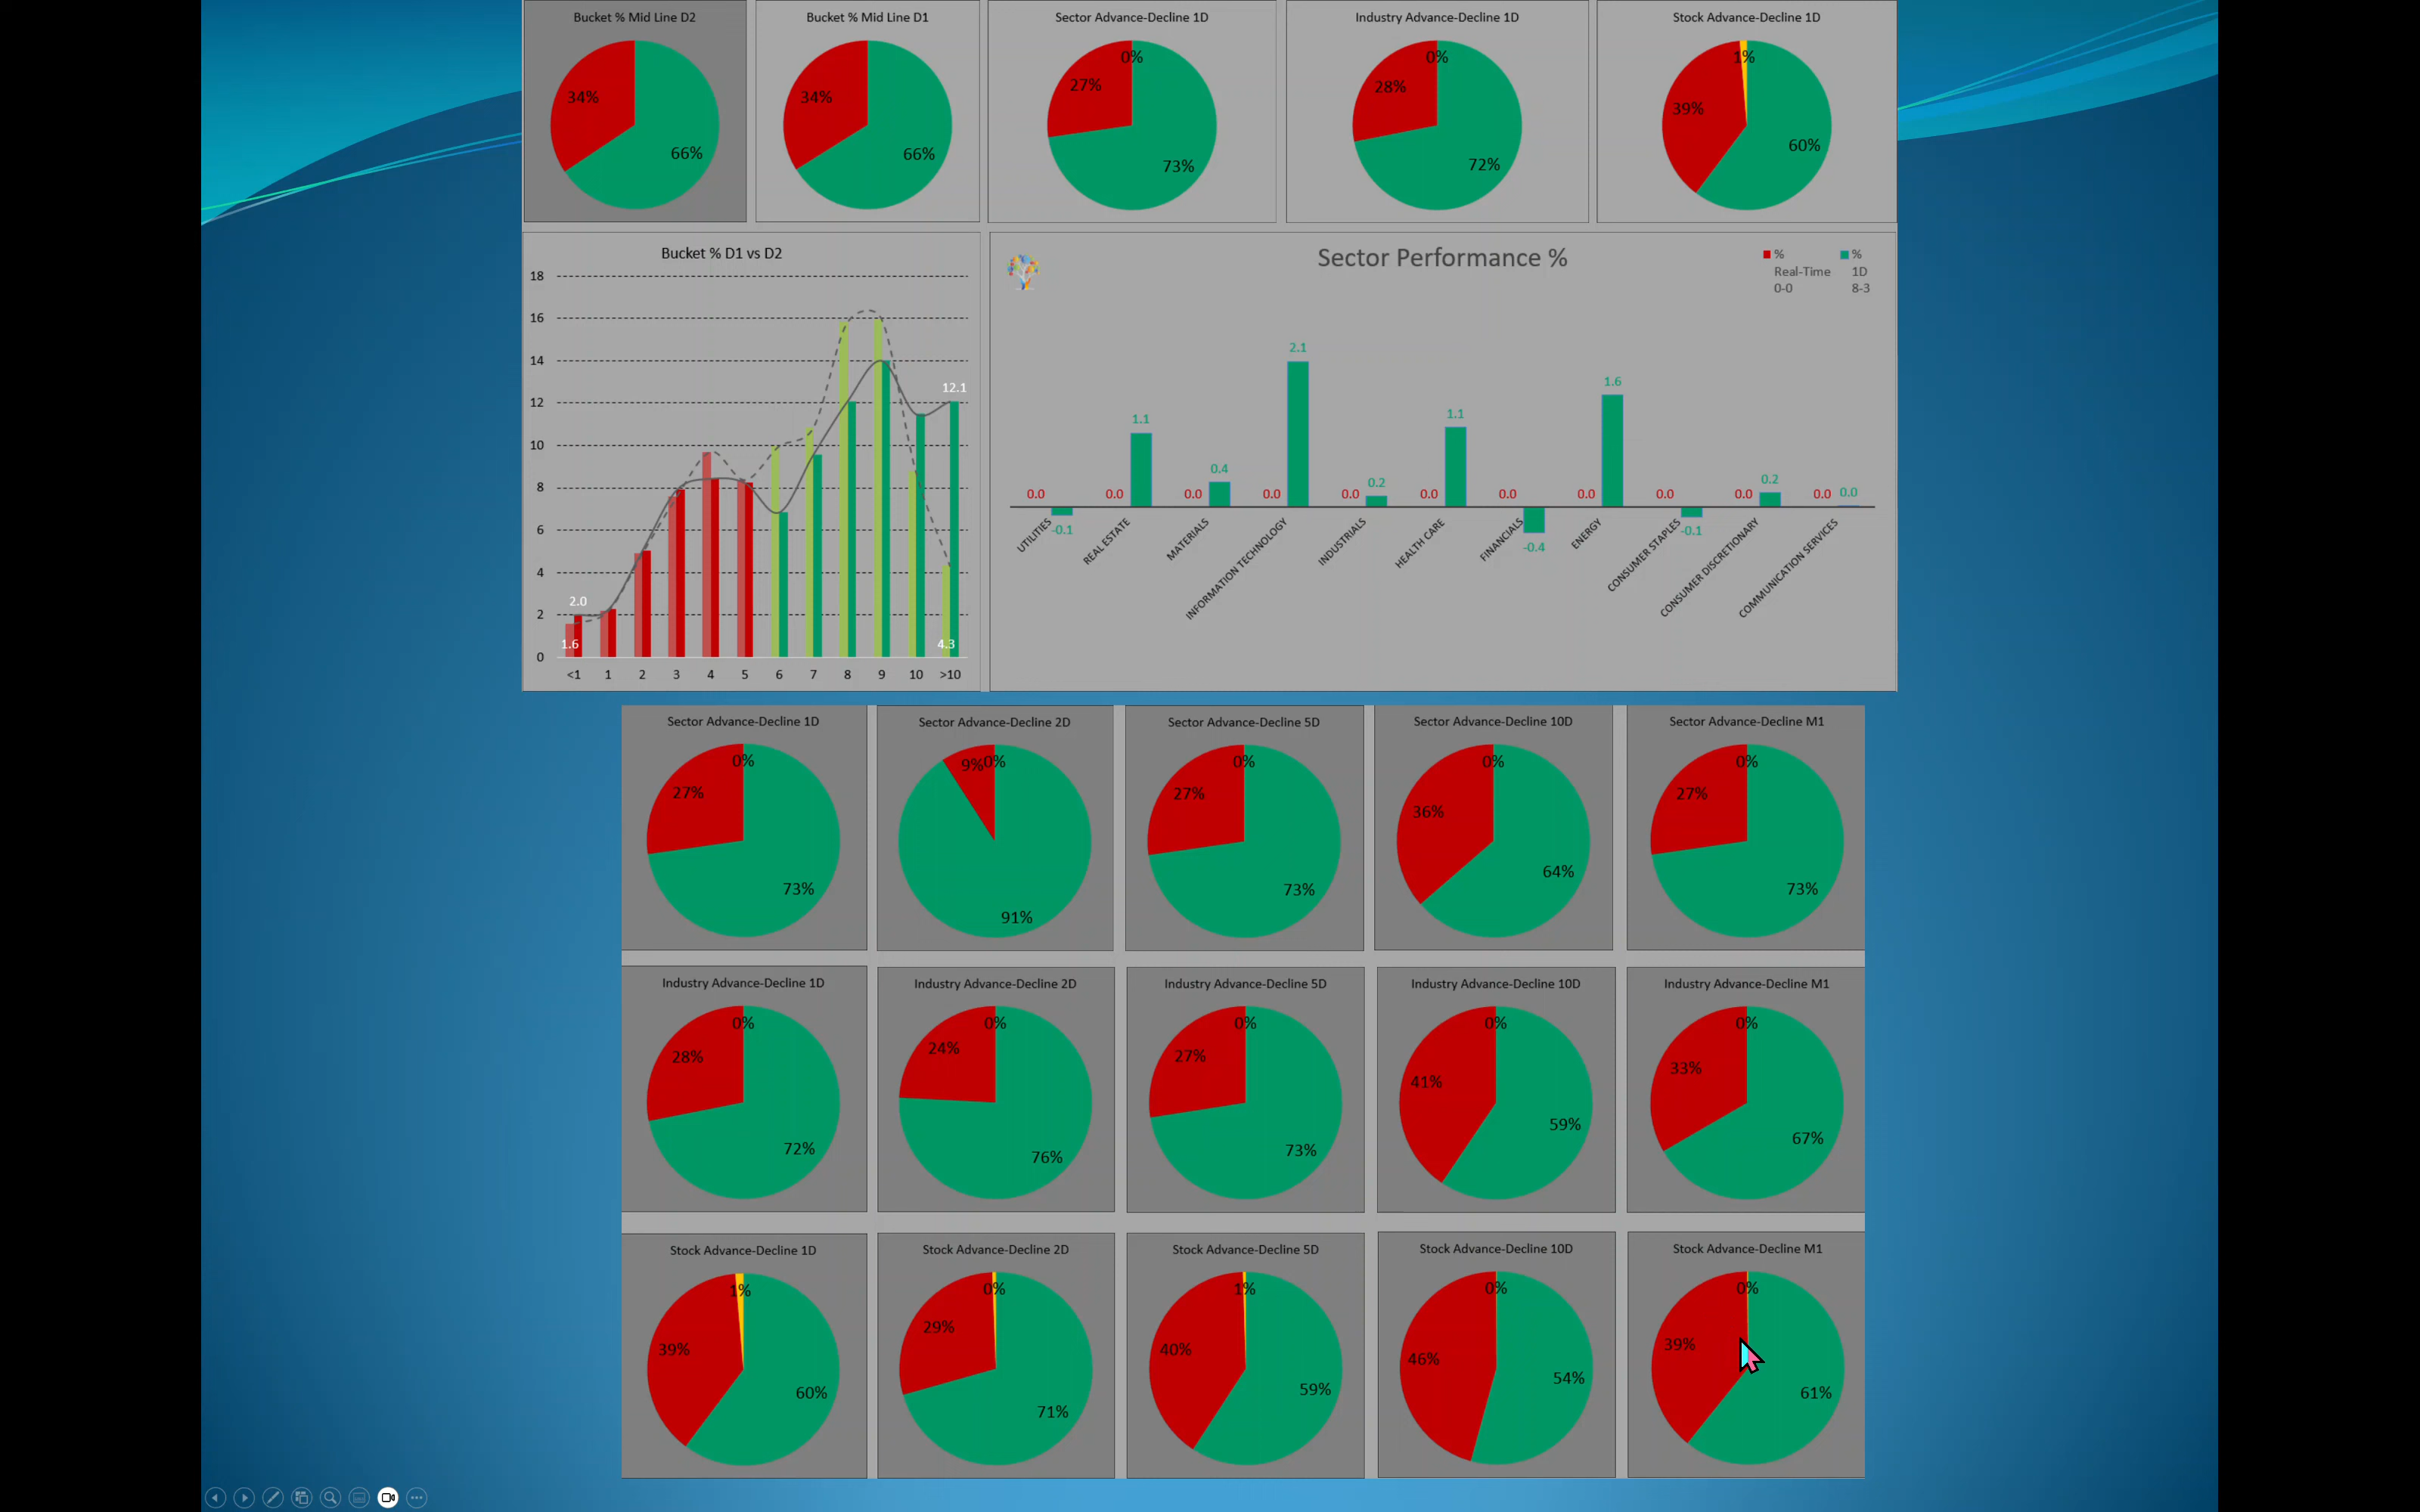 Bucket % Mid Line D2
34%
66%
Bucket % Mid Line D1
34%
66%
Sector Advance-Decline 1D
0%
27%
73%
Industry Advance-Decline 1D
0%
28%
72%
Stock Advance-Decline 1D
1%
39%
60%
Bucket % D1 vs D2
18
16
14
12
10
8
6
4
2
0
12.1
2.0
1.6
4.3
<1 1 2 3 4 5 6 7 8 9 10 >10
Sector Performance %
% %
Real-Time 1D
0-0 8-3
2.1
1.6
1.1
1.1
0.4
0.2
0.2
0.0 0.0 0.0 0.0 0.0 0.0 0.0 0.0 0.0 0.0 0.0 0.0
-0.1
-0.4
-0.1
UTILITIES
REAL ESTATE
MATERIALS
INFORMATION TECHNOLOGY
INDUSTRIALS
HEALTH CARE
FINANCIALS
ENERGY
CONSUMER STAPLES
CONSUMER DISCRETIONARY
COMMUNICATION SERVICES
Sector Advance-Decline 1D
0%
27%
73%
Sector Advance-Decline 2D
9%0%
91%
Sector Advance-Decline 5D
0%
27%
73%
Sector Advance-Decline 10D
0%
36%
64%
Sector Advance-Decline M1
0%
27%
73%
Industry Advance-Decline 1D
0%
28%
72%
Industry Advance-Decline 2D
0%
24%
76%
Industry Advance-Decline 5D
0%
27%
73%
Industry Advance-Decline 10D
0%
41%
59%
Industry Advance-Decline M1
0%
33%
67%
Stock Advance-Decline 1D
1%
39%
60%
Stock Advance-Decline 2D
0%
29%
71%
Stock Advance-Decline 5D
1%
40%
59%
Stock Advance-Decline 10D
0%
46%
54%
Stock Advance-Decline M1
0%
39%
61%